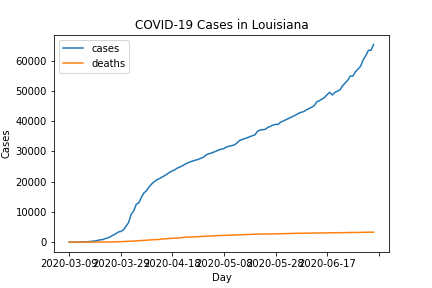 COVID-19 Cases in Louisiana
cases
deaths
60000
50000
40000
30000
20000
10000
0
Cases
2020-03-09 2020-03-29 2020-04-18 2020-05-08 2020-05-28 2020-06-17
Day